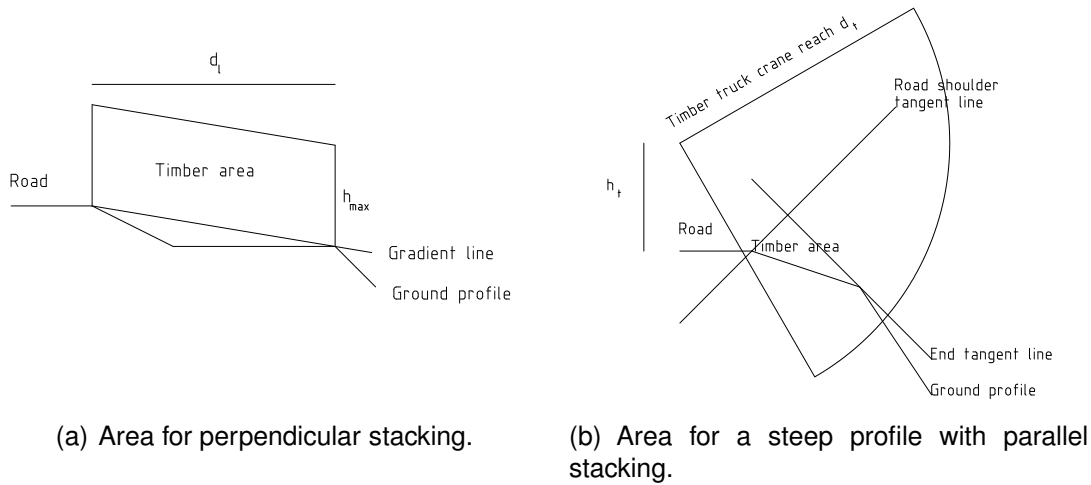 d_l
Timber area
Road
h_max
Gradient line
Ground profile
(a) Area for perpendicular stacking.
Timber truck crane reach d_t
Road shoulder
tangent line
h_t
Road
Timber area
End tangent line
Ground profile
(b) Area for a steep profile with parallel
stacking.